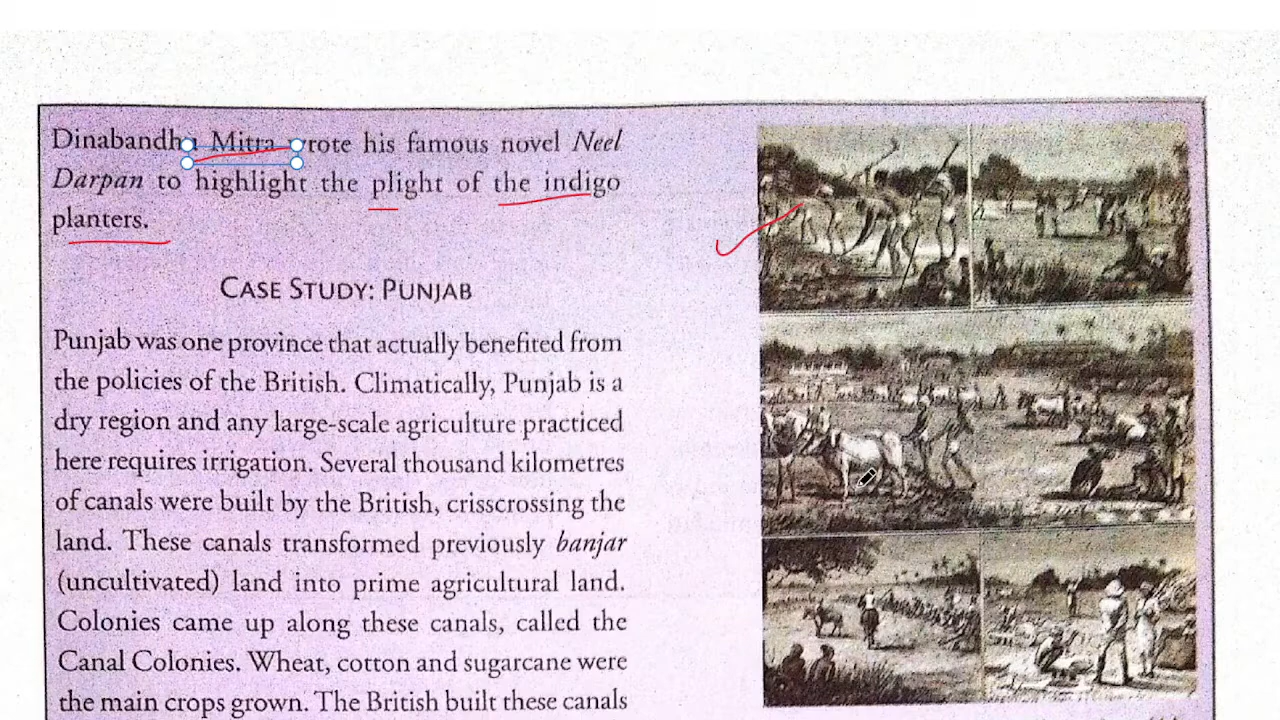 Dinabandhu Mitra wrote his famous novel Neel
Darpan to highlight the plight of the indigo
planters.
CASE STUDY: PUNJAB
Punjab was one province that actually benefited from
the policies of the British. Climatically, Punjab is a
dry region and any large-scale agriculture practiced
here requires irrigation. Several thousand kilometres
of canals were built by the British, crisscrossing the
land. These canals transformed previously banjar
(uncultivated) land into prime agricultural land.
Colonies came up along these canals, called the
Canal Colonies. Wheat, cotton and sugarcane were
the main crops grown. The British built these canals